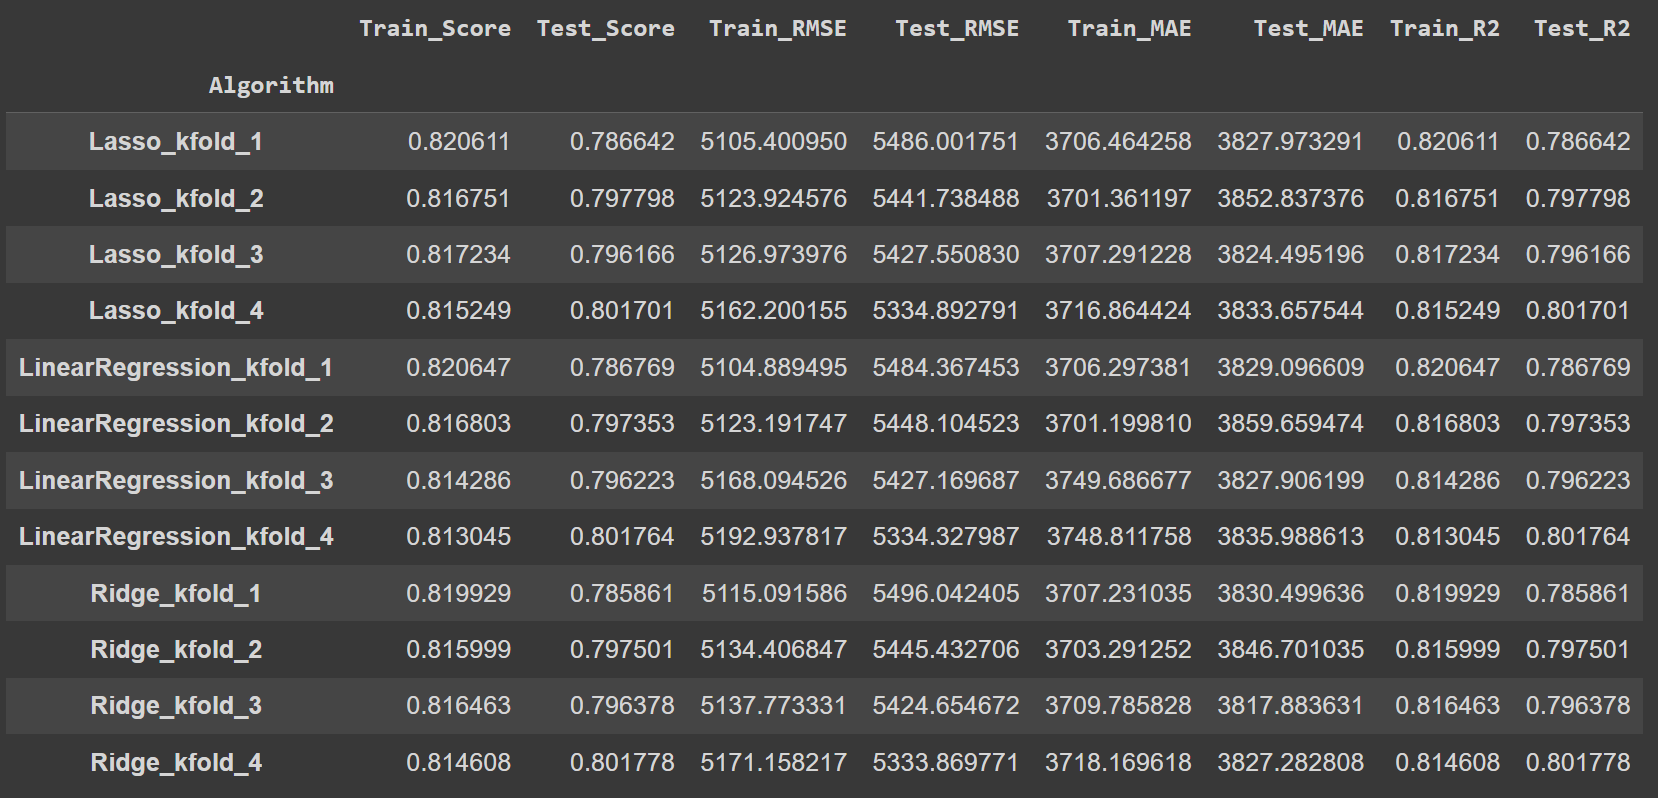 Train_Score Test_Score Train_RMSE Test_RMSE Train_MAE Test_MAE Train_R2 Test_R2
Algorithm
Lasso_kfold_1 0.820611 0.786642 5105.400950 5486.001751 3706.464258 3827.973291 0.820611 0.786642
Lasso_kfold_2 0.816751 0.797798 5123.924576 5441.738488 3701.361197 3852.837376 0.816751 0.797798
Lasso_kfold_3 0.817234 0.796166 5126.973976 5427.550830 3707.291228 3824.495196 0.817234 0.796166
Lasso_kfold_4 0.815249 0.801701 5162.200155 5334.892791 3716.864424 3833.657544 0.815249 0.801701
LinearRegression_kfold_1 0.820647 0.786769 5104.889495 5484.367453 3706.297381 3829.096609 0.820647 0.786769
LinearRegression_kfold_2 0.816803 0.797353 5123.191747 5448.104523 3701.199810 3859.659474 0.816803 0.797353
LinearRegression_kfold_3 0.814286 0.796223 5168.094526 5427.169687 3749.686677 3827.906199 0.814286 0.796223
LinearRegression_kfold_4 0.813045 0.801764 5192.937817 5334.327987 3748.811758 3835.988613 0.813045 0.801764
Ridge_kfold_1 0.819929 0.785861 5115.091586 5496.042405 3707.231035 3830.499636 0.819929 0.785861
Ridge_kfold_2 0.815999 0.797501 5134.406847 5445.432706 3703.291252 3846.701035 0.815999 0.797501
Ridge_kfold_3 0.816463 0.796378 5137.773331 5424.654672 3709.785828 3817.883631 0.816463 0.796378
Ridge_kfold_4 0.814608 0.801778 5171.158217 5333.869771 3718.169618 3827.282808 0.814608 0.801778